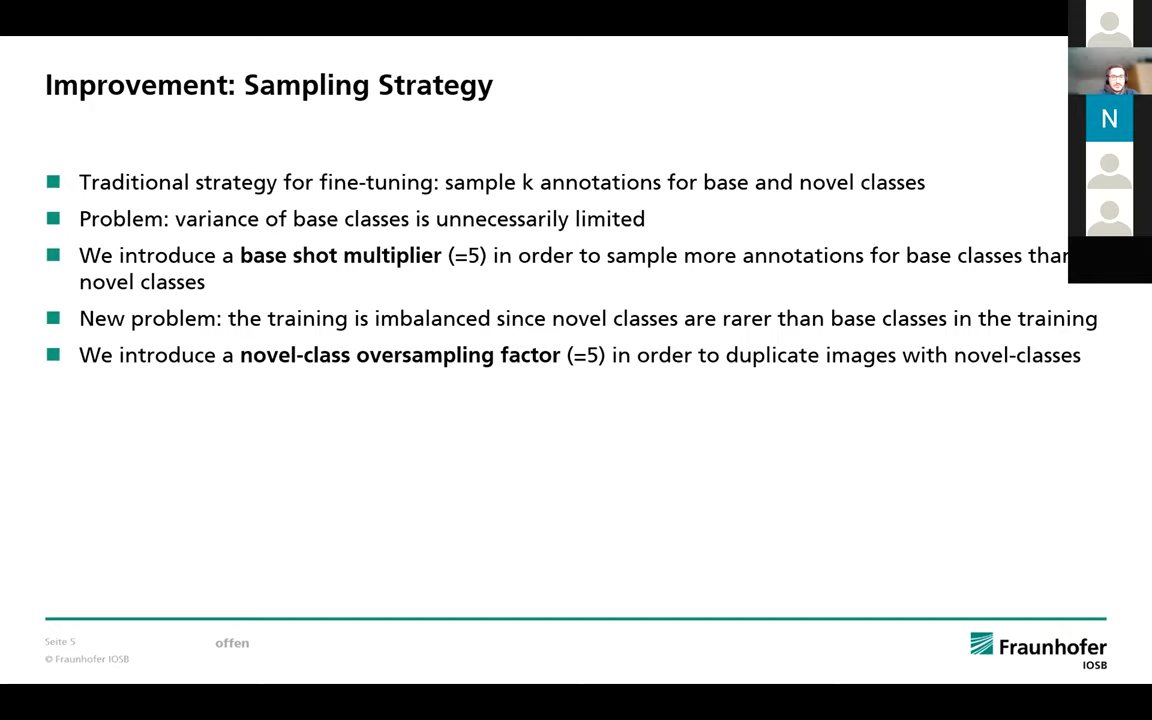 Improvement: Sampling Strategy
N
Traditional strategy for fine-tuning: sample k annotations for base and novel classes
Problem: variance of base classes is unnecessarily limited
We introduce a base shot multiplier (=5) in order to sample more annotations for base classes than
novel classes
New problem: the training is imbalanced since novel classes are rarer than base classes in the training
We introduce a novel-class oversampling factor (=5) in order to duplicate images with novel-classes
Seite 5
offen
© Fraunhofer IOSB
Fraunhofer
IOSB